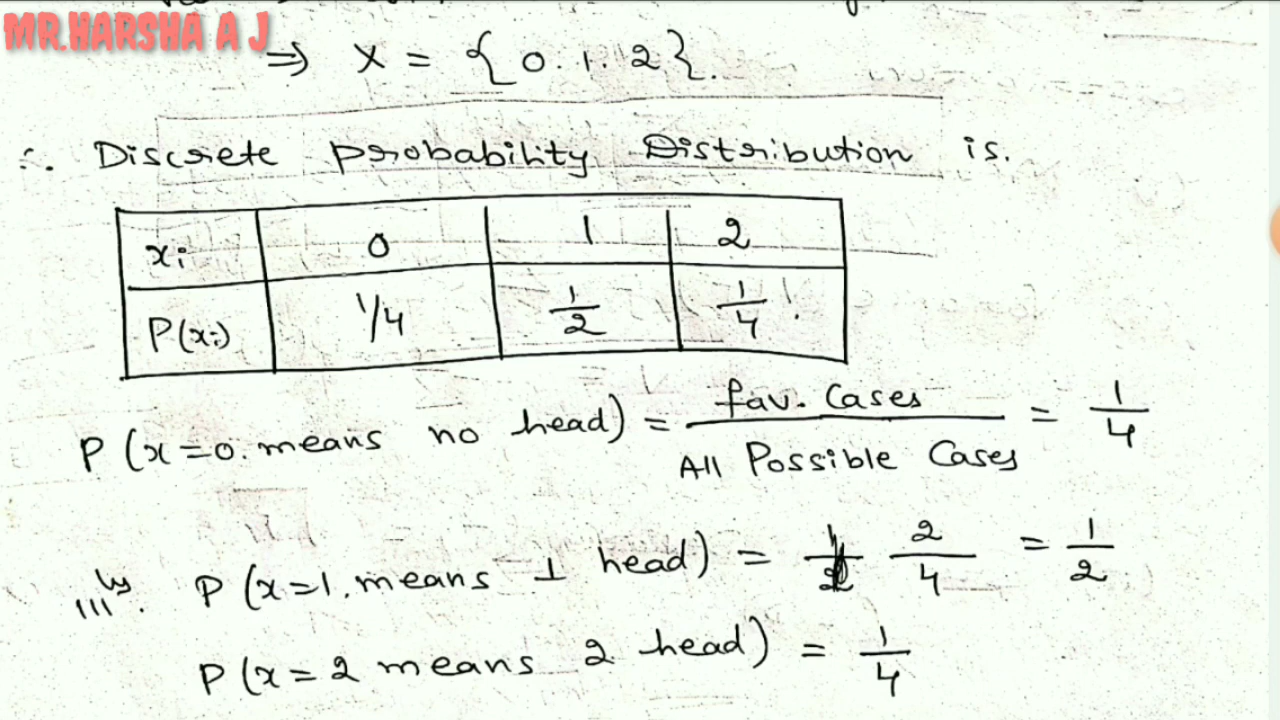 MR.HARSHA A J
⇒ X = {0.1.2}.
∴ Discrete probability Distribution is.
xi 0 1 2
P(xi) 1/4 1/2 1/4
P(x=0. means no head) = fav. Cases / All Possible Cases = 1/4
|||ly. P(x=1. means 1 head) = 2/4 = 1/2
P(x=2 means 2 head) = 1/4